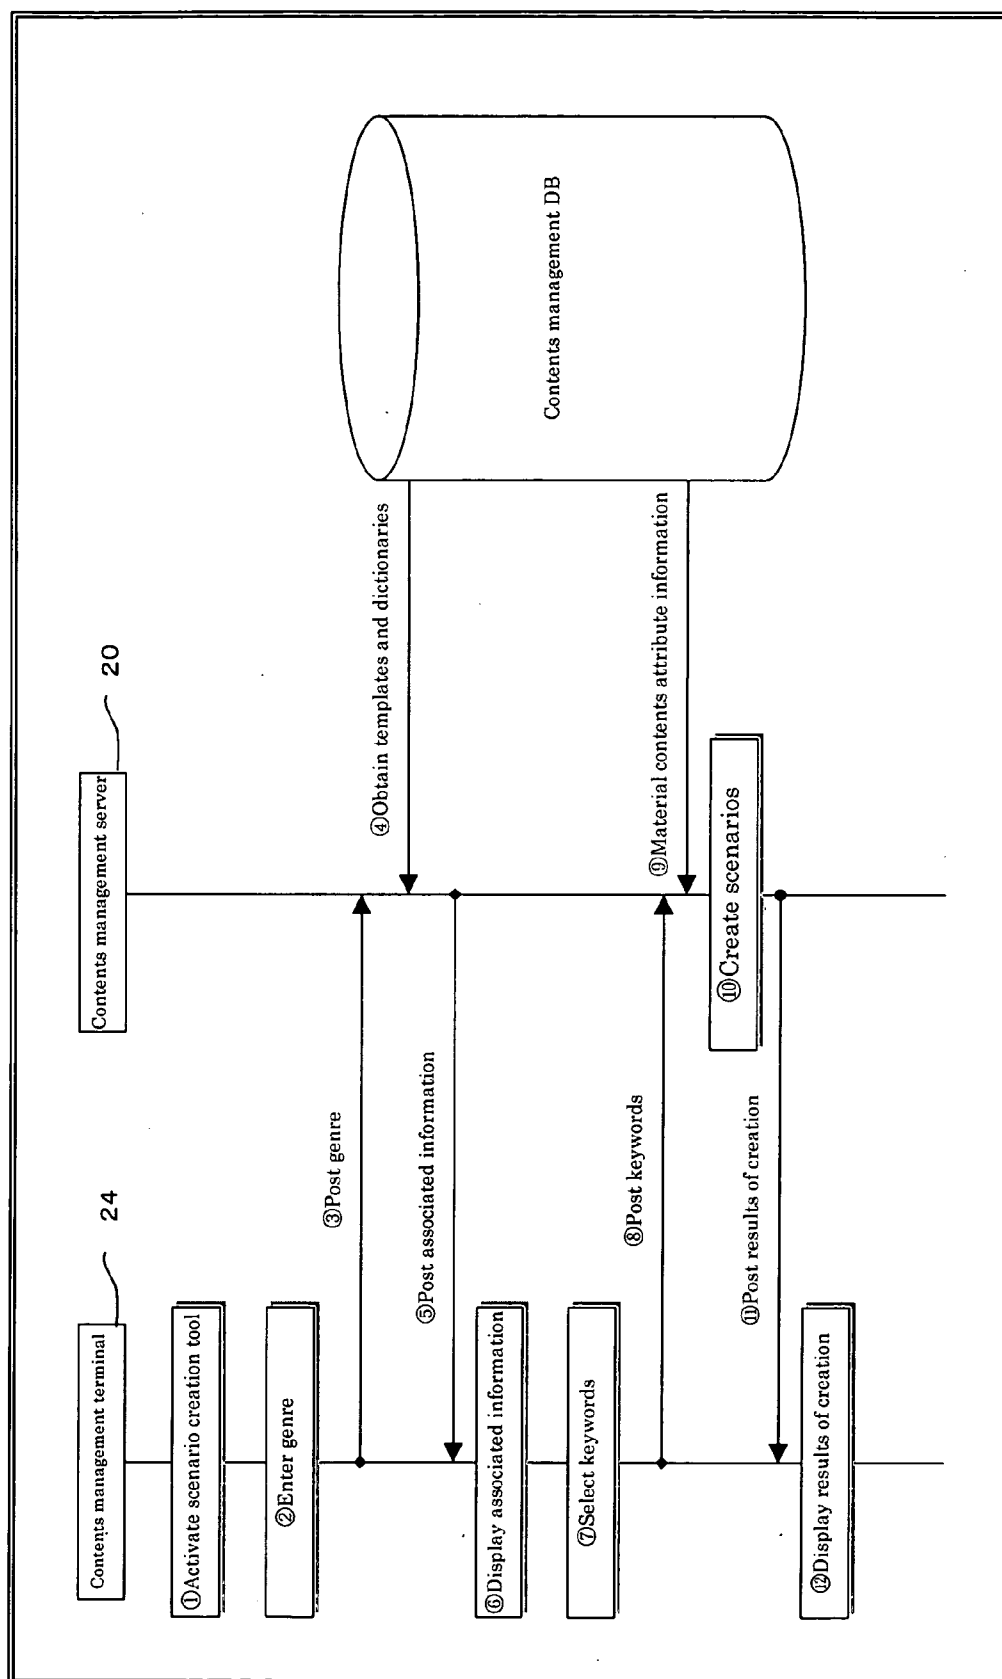 Contents management terminal
24
Contents management server
20
①Activate scenario creation tool
②Enter genre
③Post genre
④Obtain templates and dictionaries
⑤Post associated information
⑥Display associated information
⑦Select keywords
⑧Post keywords
⑨Material contents attribute information
⑩Create scenarios
⑪Post results of creation
⑫Display results of creation
Contents management DB